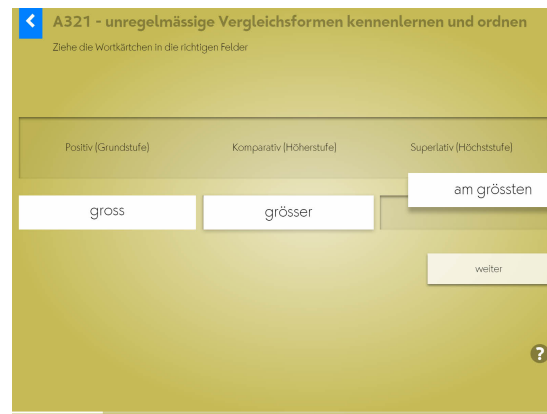 A321 - unregelmässige Vergleichsformen kennenlernen und ordnen
Ziehe die Wortkärtchen in die richtigen Felder
Positiv (Grundstufe) Komparativ (Höherstufe) Superlativ (Höchststufe)
gross grösser am grössten
weiter
?